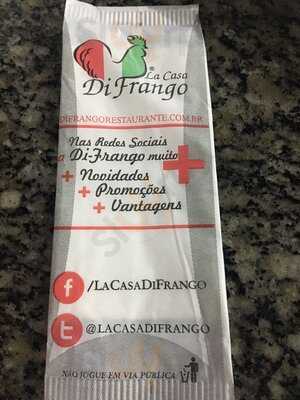 La Casa
Di Frango
DIFRANGORESTAURANTE.COM.BR
Nas Redes Sociais
a Di-Frango muito +
+ Novidades
+ Promoções
+ Vantagens
f /LACASADIFRANGO
t @LACASADIFRANGO
NÃO JOGUE EM VIA PÚBLICA